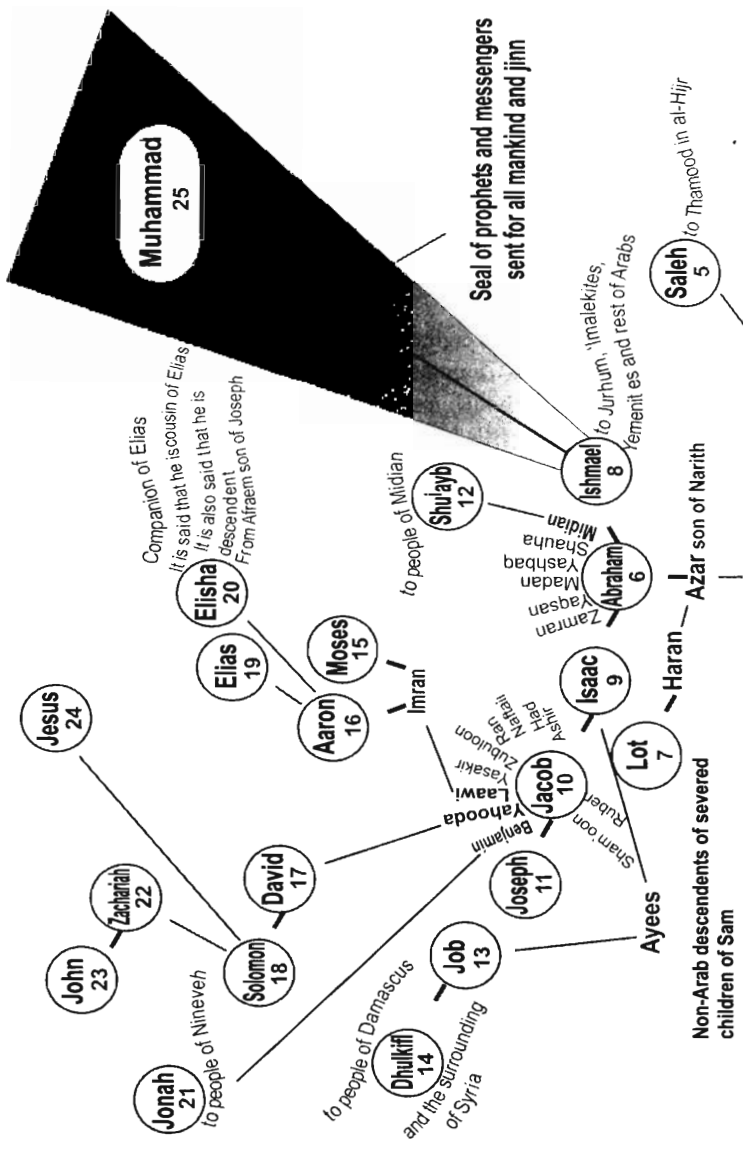 Muhammad
25
Seal of prophets and messengers
sent for all mankind and jinn
Saleh
5
to Thamood in al-Hijr
Ishmael
8
to Jurhum, 'Imalekites,
Yemenit es and rest of Arabs
Companion of Elias
It is said that he iscousin of Elias
It is also said that he is
descendent
From Afraem son of Joseph
Elisha
20
Elias
19
Shu'ayb
12
to people of Midian
Midian
Shauha
Yashbaq
Madan
Yaqsan
Zamran
Abraham
6
Azar son of Narith
Haran
Lot
7
Isaac
9
Moses
15
Aaron
16
Imran
Jesus
24
Jacob
10
Ashir
Had
Naftali
Ran
Zubuloon
Yasakir
Laawi
Yahooda
Benjamin
Ruben
Sham'oon
Joseph
11
David
17
Solomon
18
Zachariah
22
John
23
Jonah
21
to people of Nineveh
Job
13
Dhulkifl
14
to people of Damascus
and the surrounding
of Syria
Ayees
Non-Arab descendents of severed
children of Sam